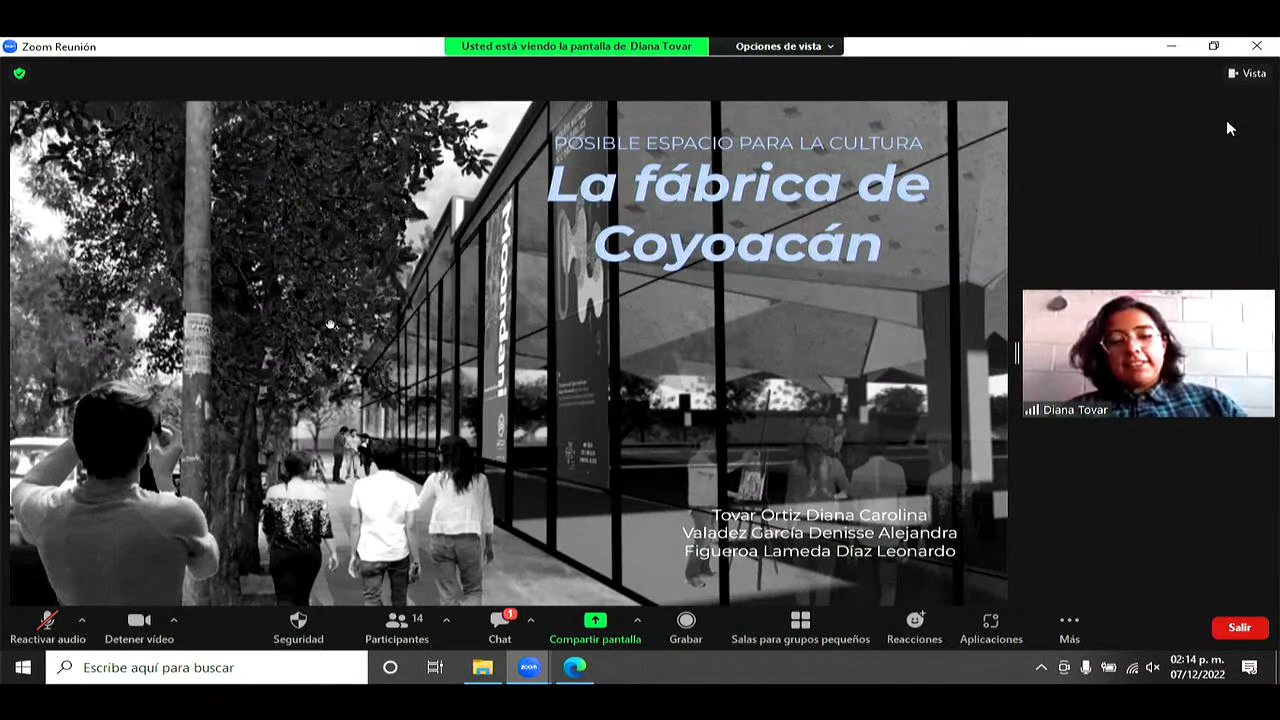 Zoom Reunión
Usted está viendo la pantalla de Diana Tovar
Opciones de vista
Vista
POSIBLE ESPACIO PARA LA CULTURA
La fábrica de
Coyoacán
Moondani
Diana Tovar
Tovar Ortiz Diana Carolina
Valadez García Denisse Alejandra
Figueroa Lameda Díaz Leonardo
14
1
Reactivar audio
Detener vídeo
Seguridad
Participantes
Chat
Compartir pantalla
Grabar
Salas para grupos pequeños
Reacciones
Aplicaciones
Más
Salir
Escribe aquí para buscar
zoom
02:14 p. m.
07/12/2022